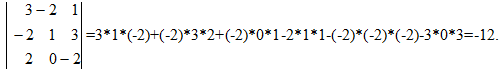 3 – 2 1
– 2 1 3 =3*1*(-2)+(-2)*3*2+(-2)*0*1-2*1*1-(-2)*(-2)*(-2)-3*0*3=-12.
2 0 – 2